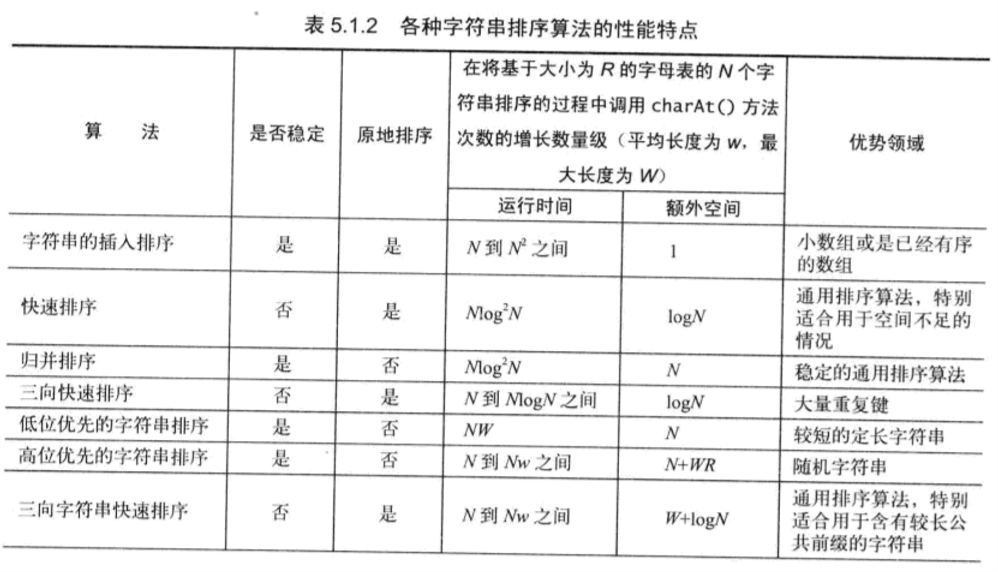 表 5.1.2 各种字符串排序算法的性能特点
算 法
是否稳定
原地排序
在将基于大小为 R 的字母表的 N 个字
符串排序的过程中调用 charAt() 方法
次数的增长数量级（平均长度为 w，最
大长度为 W）
优势领域
运行时间
额外空间
字符串的插入排序
是
是
N 到 N² 之间
1
小数组或是已经有序
的数组
快速排序
否
是
Nlog²N
logN
通用排序算法，特别
适合用于空间不足的
情况
归并排序
是
否
Nlog²N
N
稳定的通用排序算法
三向快速排序
否
是
N 到 NlogN 之间
logN
大量重复键
低位优先的字符串排序
是
否
NW
N
较短的定长字符串
高位优先的字符串排序
是
否
N 到 Nw 之间
N+WR
随机字符串
三向字符串快速排序
否
是
N 到 Nw 之间
W+logN
通用排序算法，特别
适合用于含有较长公
共前缀的字符串